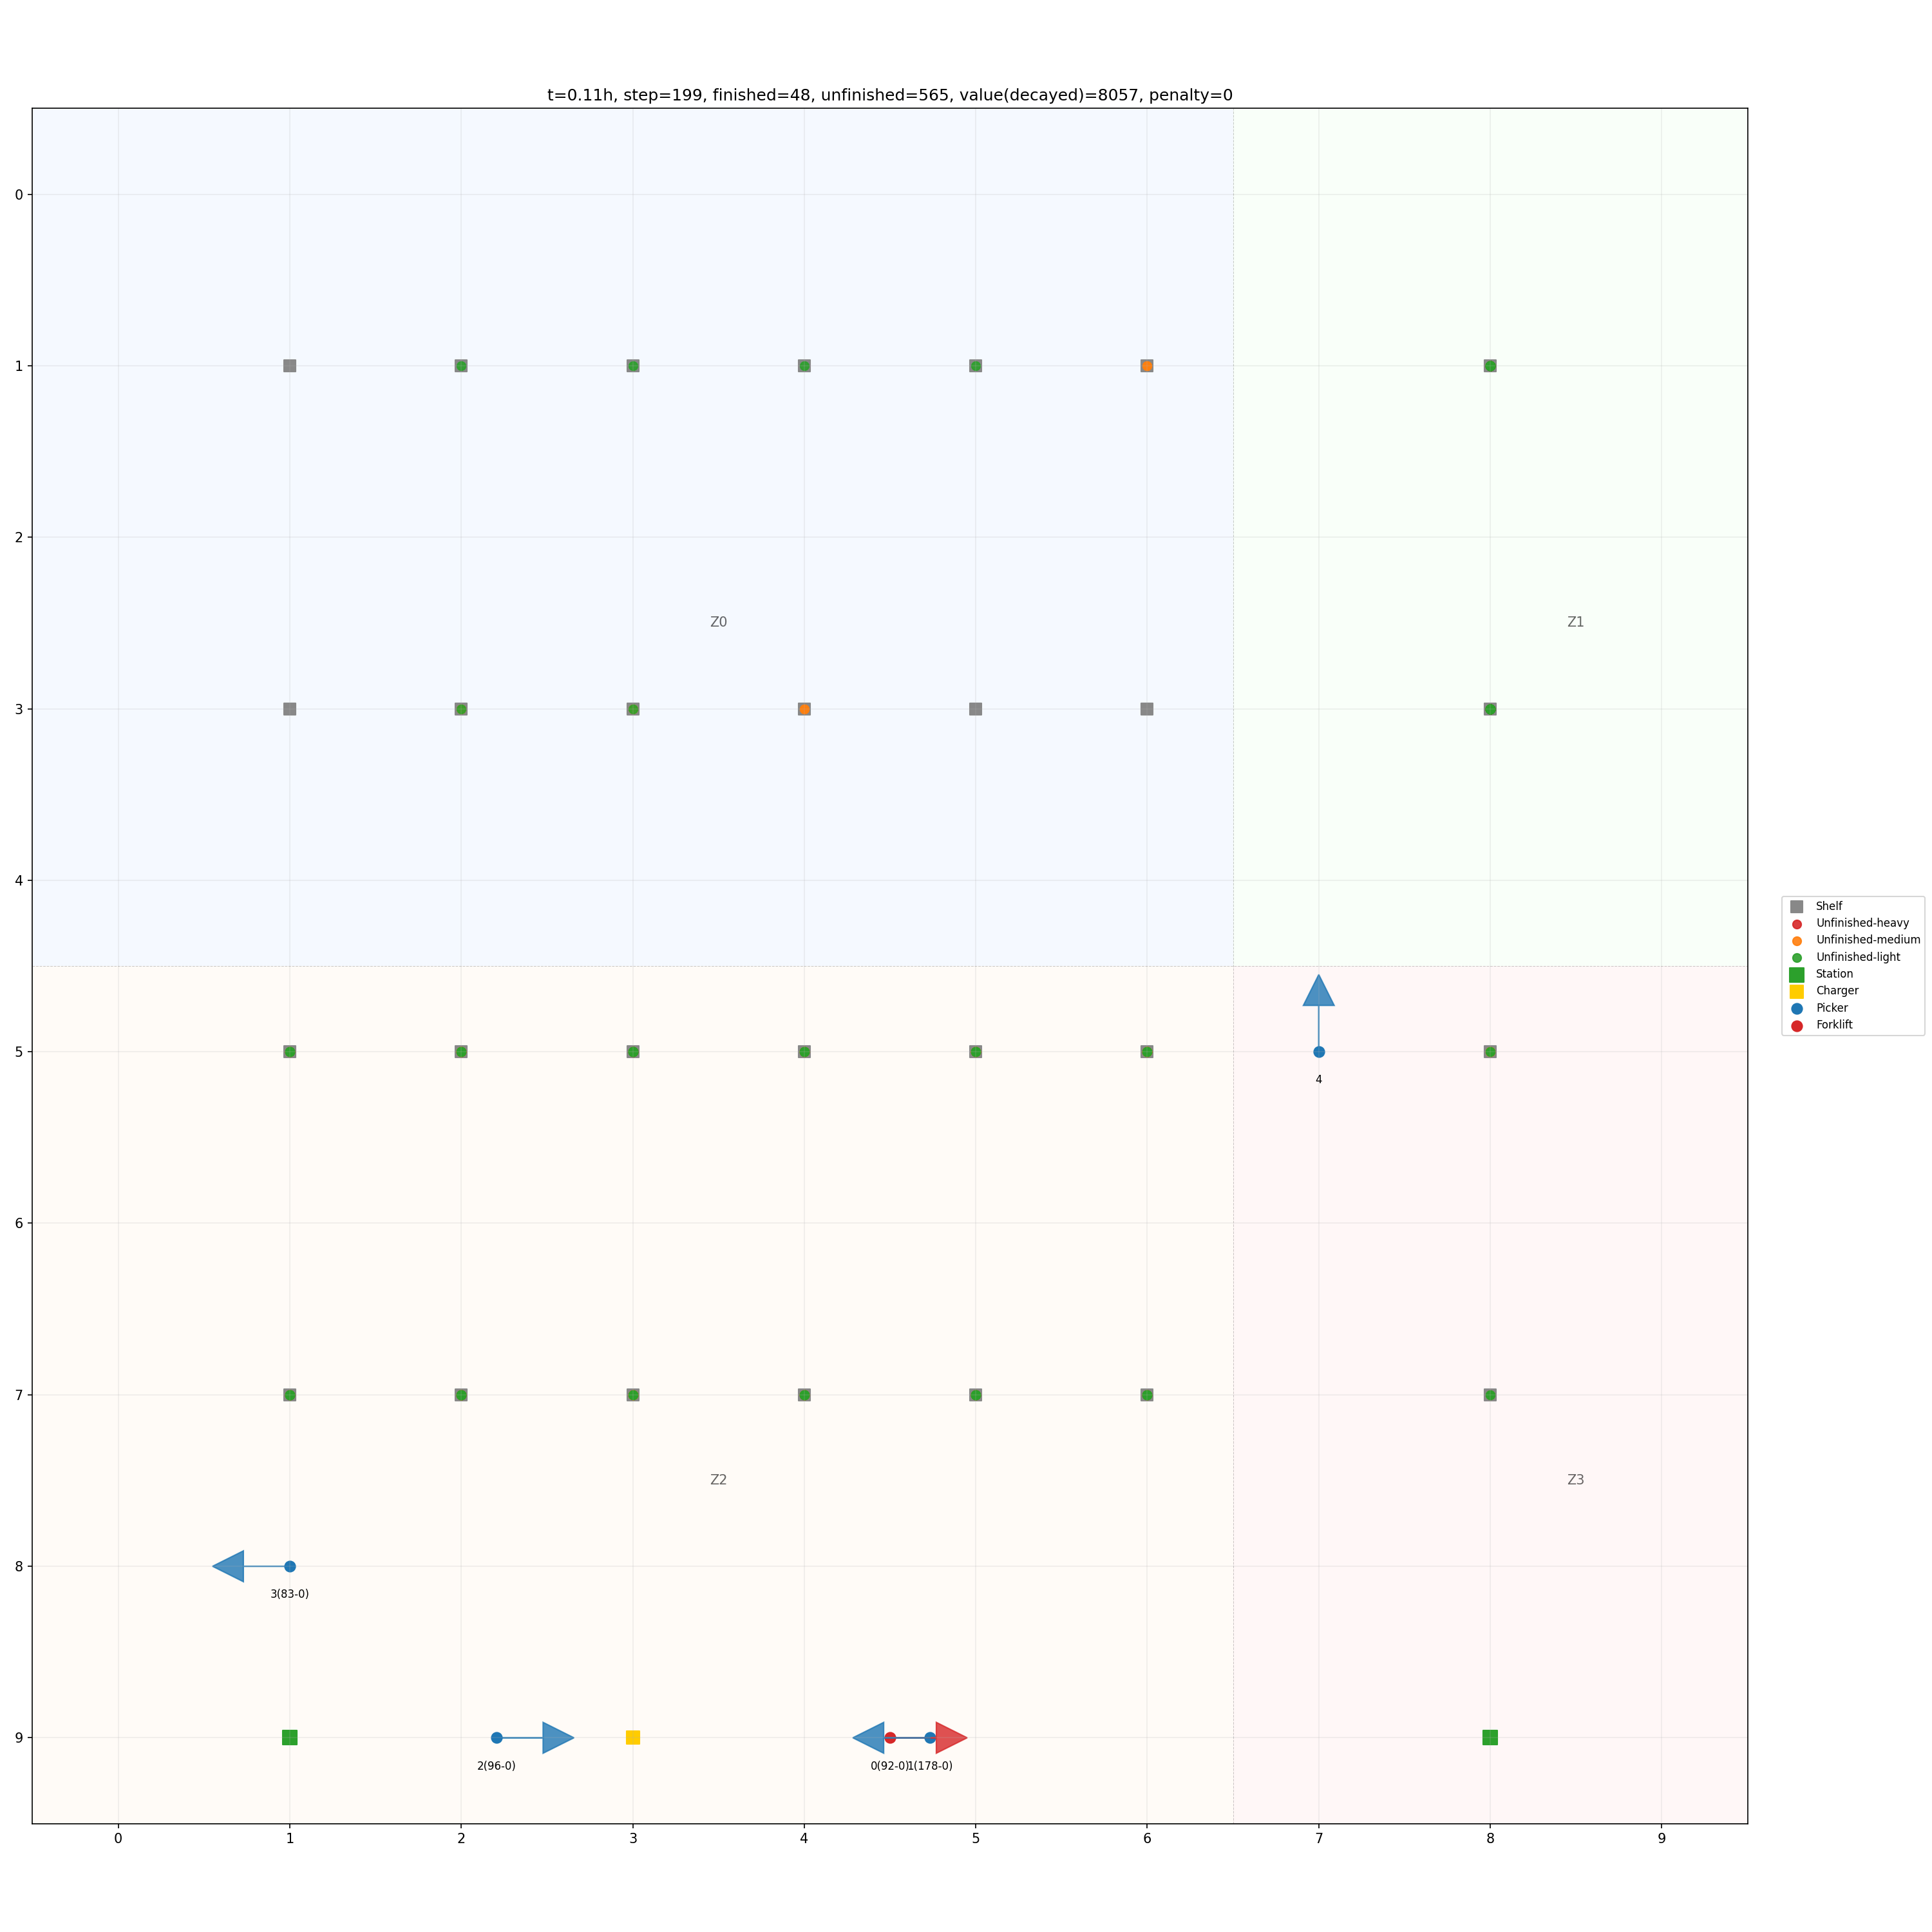 t=0.11h, step=199, finished=48, unfinished=565, value(decayed)=8057, penalty=0
0
1
2
Z0
Z1
3
4
Shelf
Unfinished-heavy
Unfinished-medium
Unfinished-light
Station
Charger
Picker
Forklift
5
4
6
7
Z2
Z3
8
3(83-0)
9
2(96-0)
0(92-0)
1(178-0)
0 1 2 3 4 5 6 7 8 9